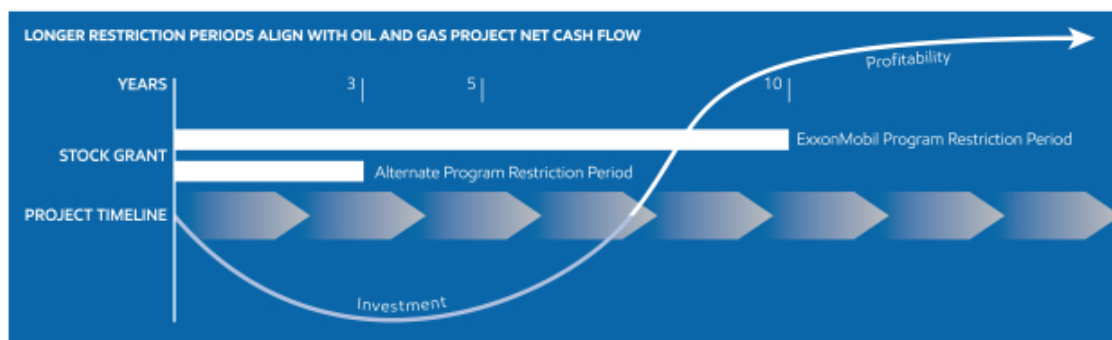 LONGER RESTRICTION PERIODS ALIGN WITH OIL AND GAS PROJECT NET CASH FLOW
Profitability
YEARS
3
5
10
ExxonMobil Program Restriction Period
STOCK GRANT
Alternate Program Restriction Period
PROJECT TIMELINE
Investment